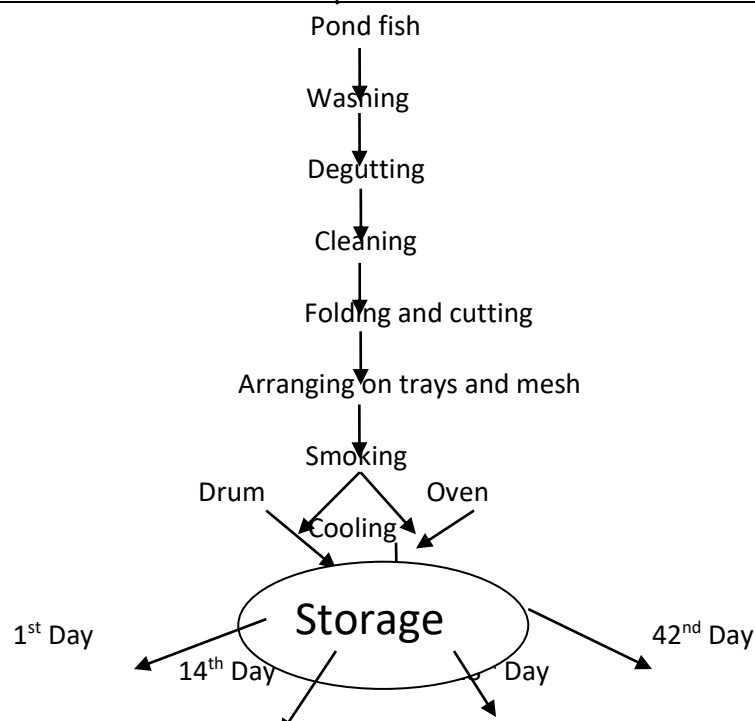 Pond fish
Washing
Degutting
Cleaning
Folding and cutting
Arranging on trays and mesh
Smoking
Drum Oven
Cooling
Storage
1st Day 42nd Day
14th Day Day